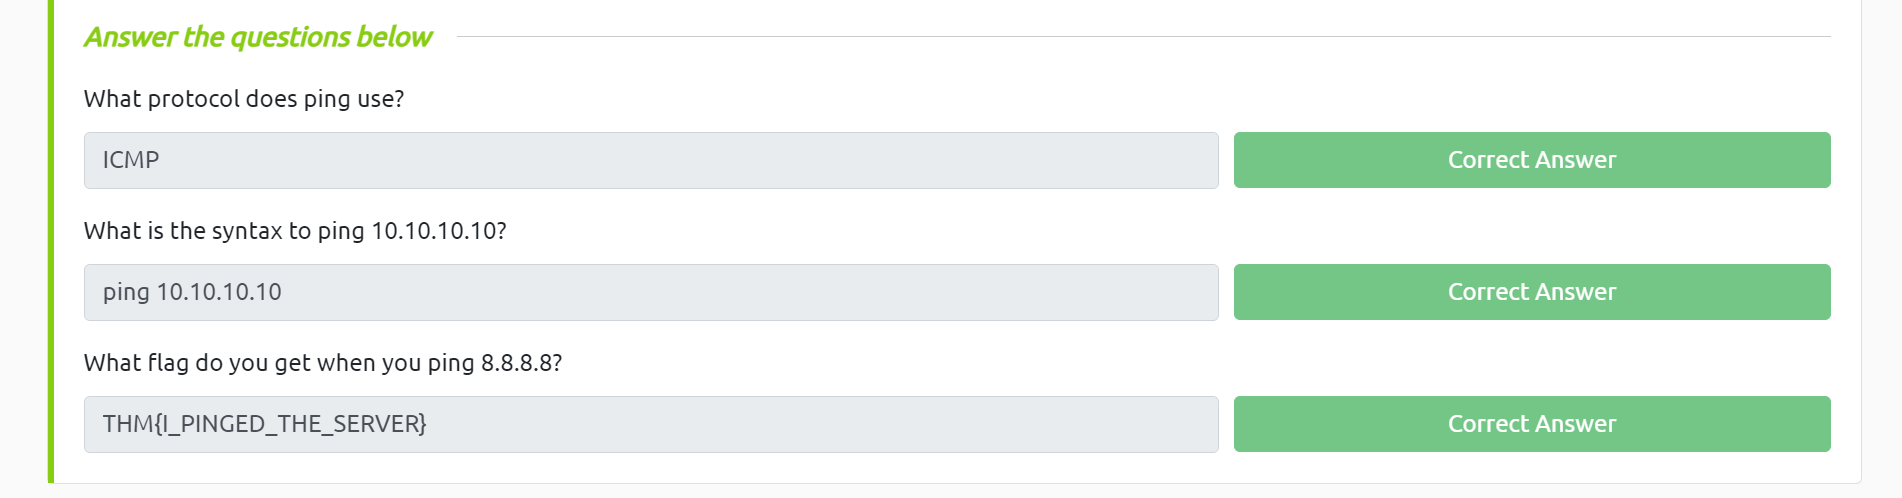 Answer the questions below
What protocol does ping use?
ICMP
Correct Answer
What is the syntax to ping 10.10.10.10?
ping 10.10.10.10
Correct Answer
What flag do you get when you ping 8.8.8.8?
THM{I_PINGED_THE_SERVER}
Correct Answer